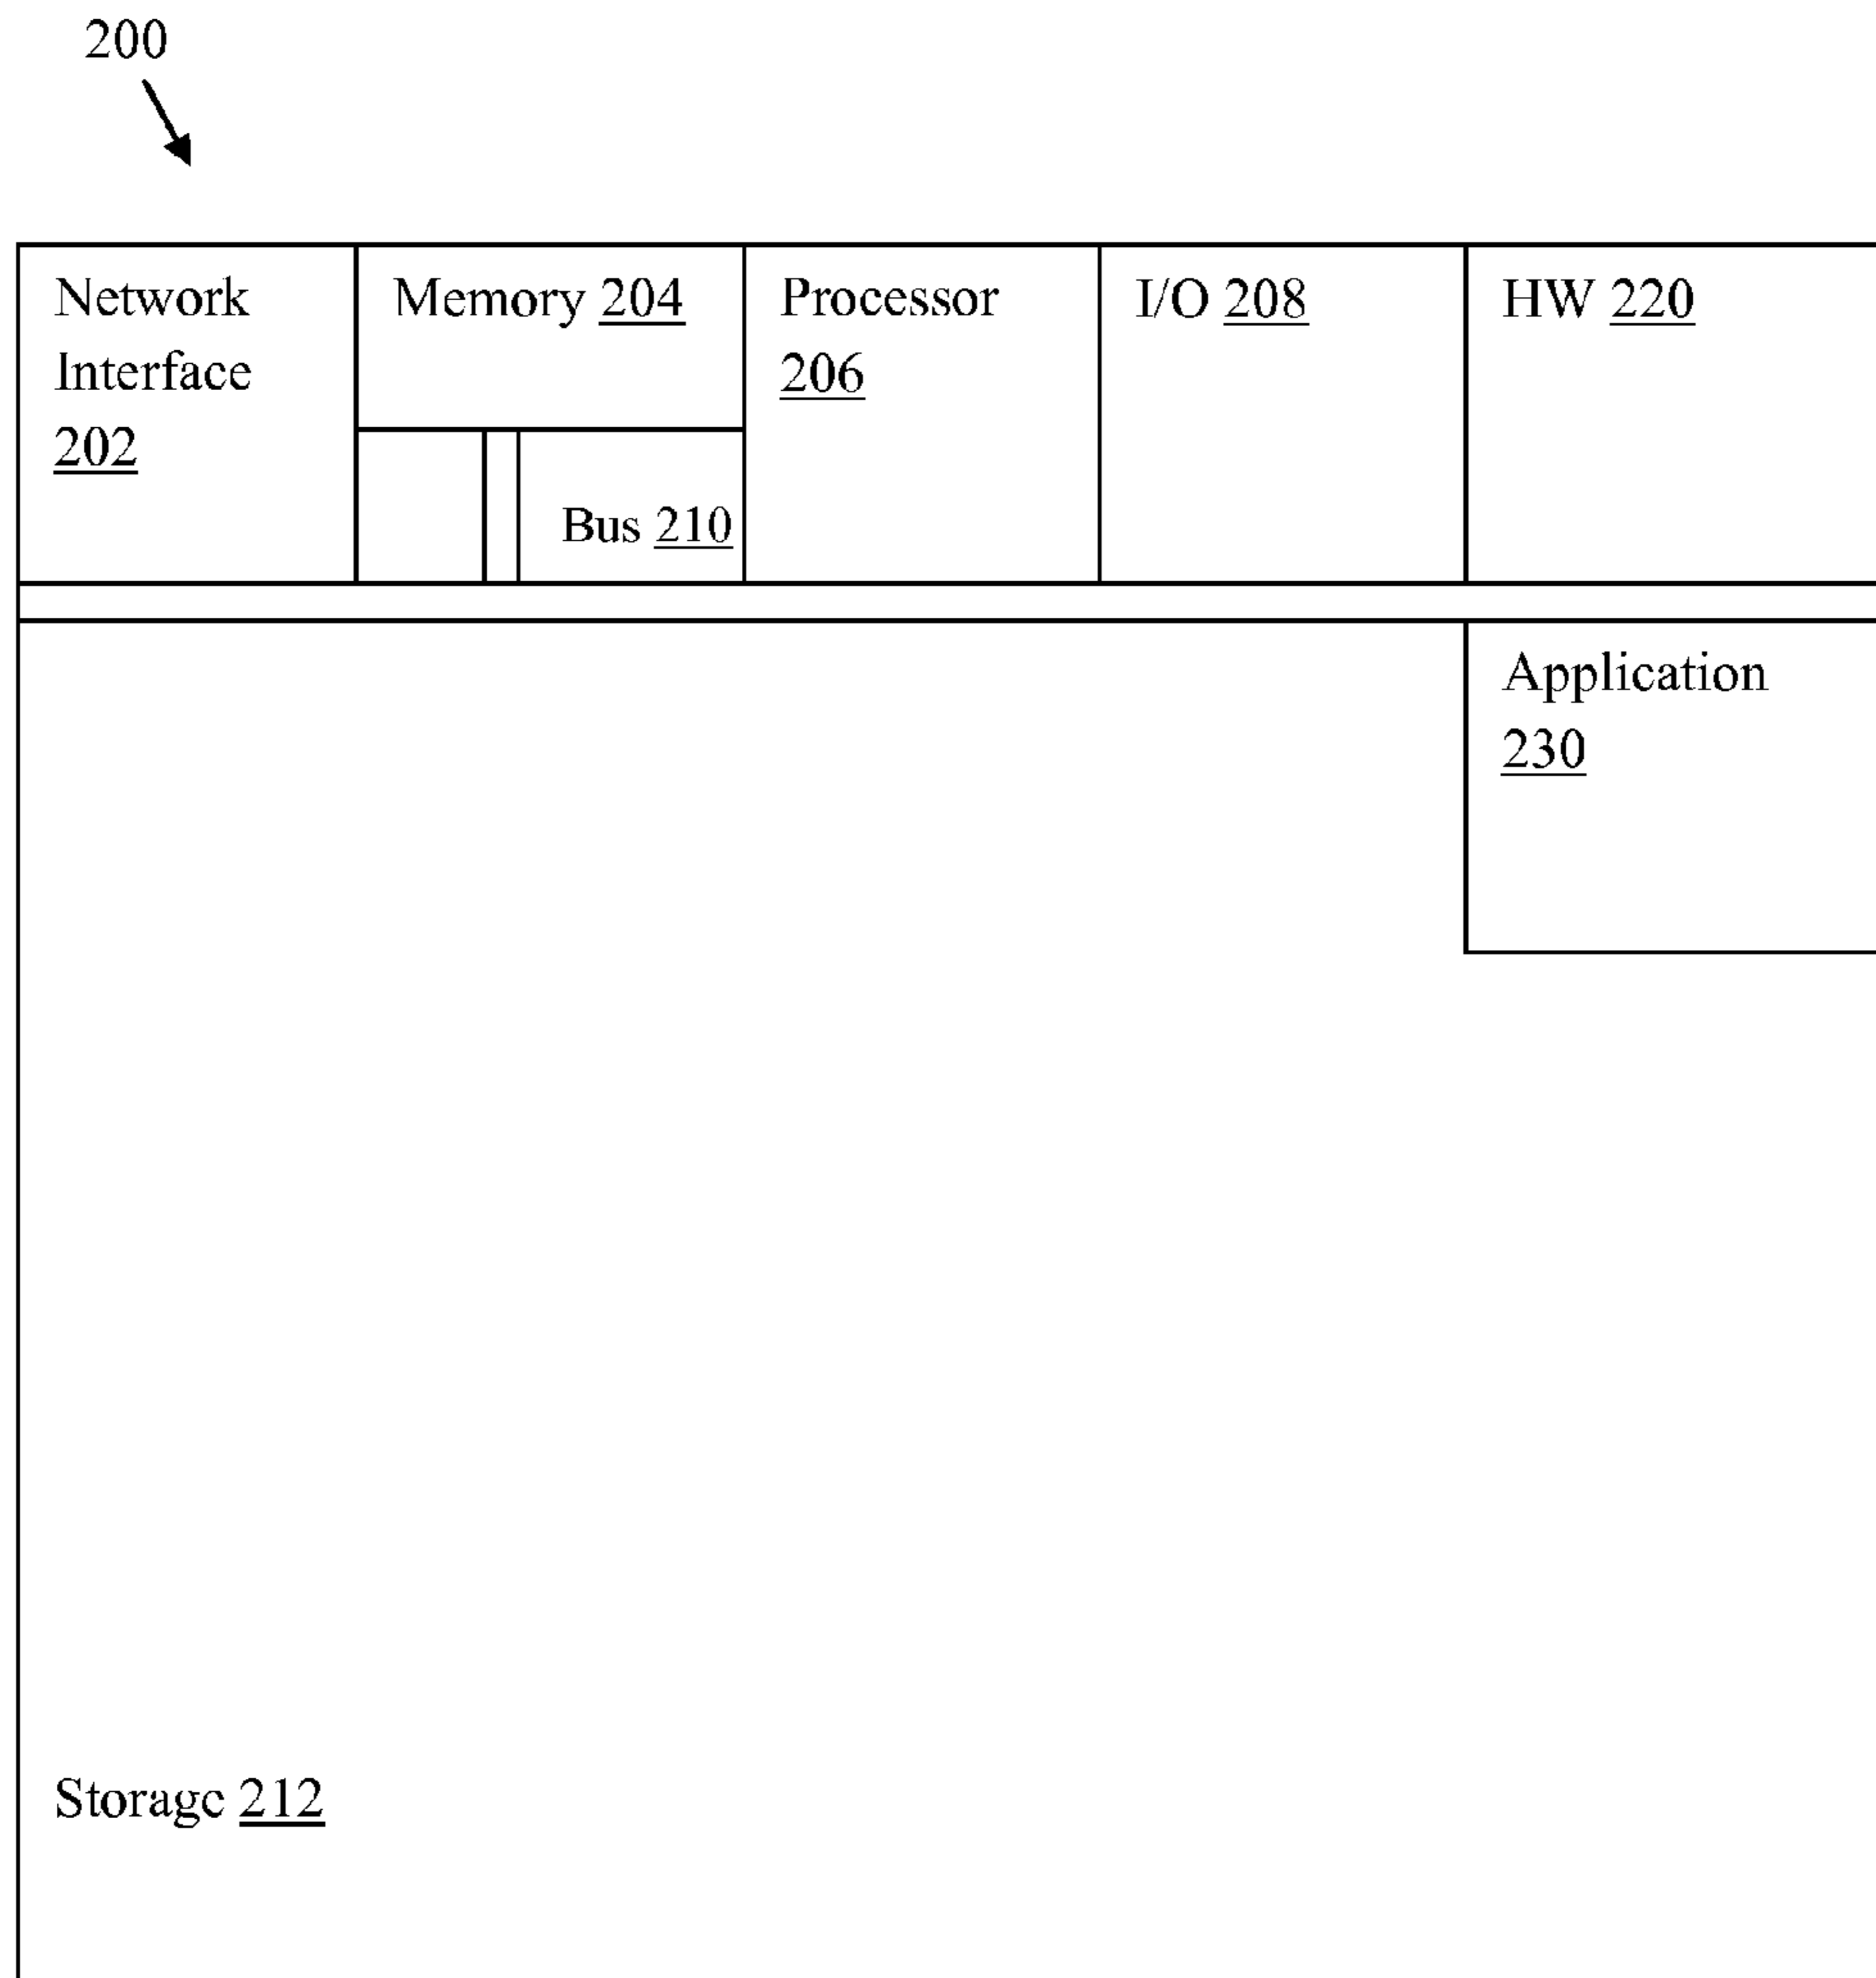 200
Network
Interface
202
Memory 204
Bus 210
Processor
206
I/O 208
HW 220
Application
230
Storage 212